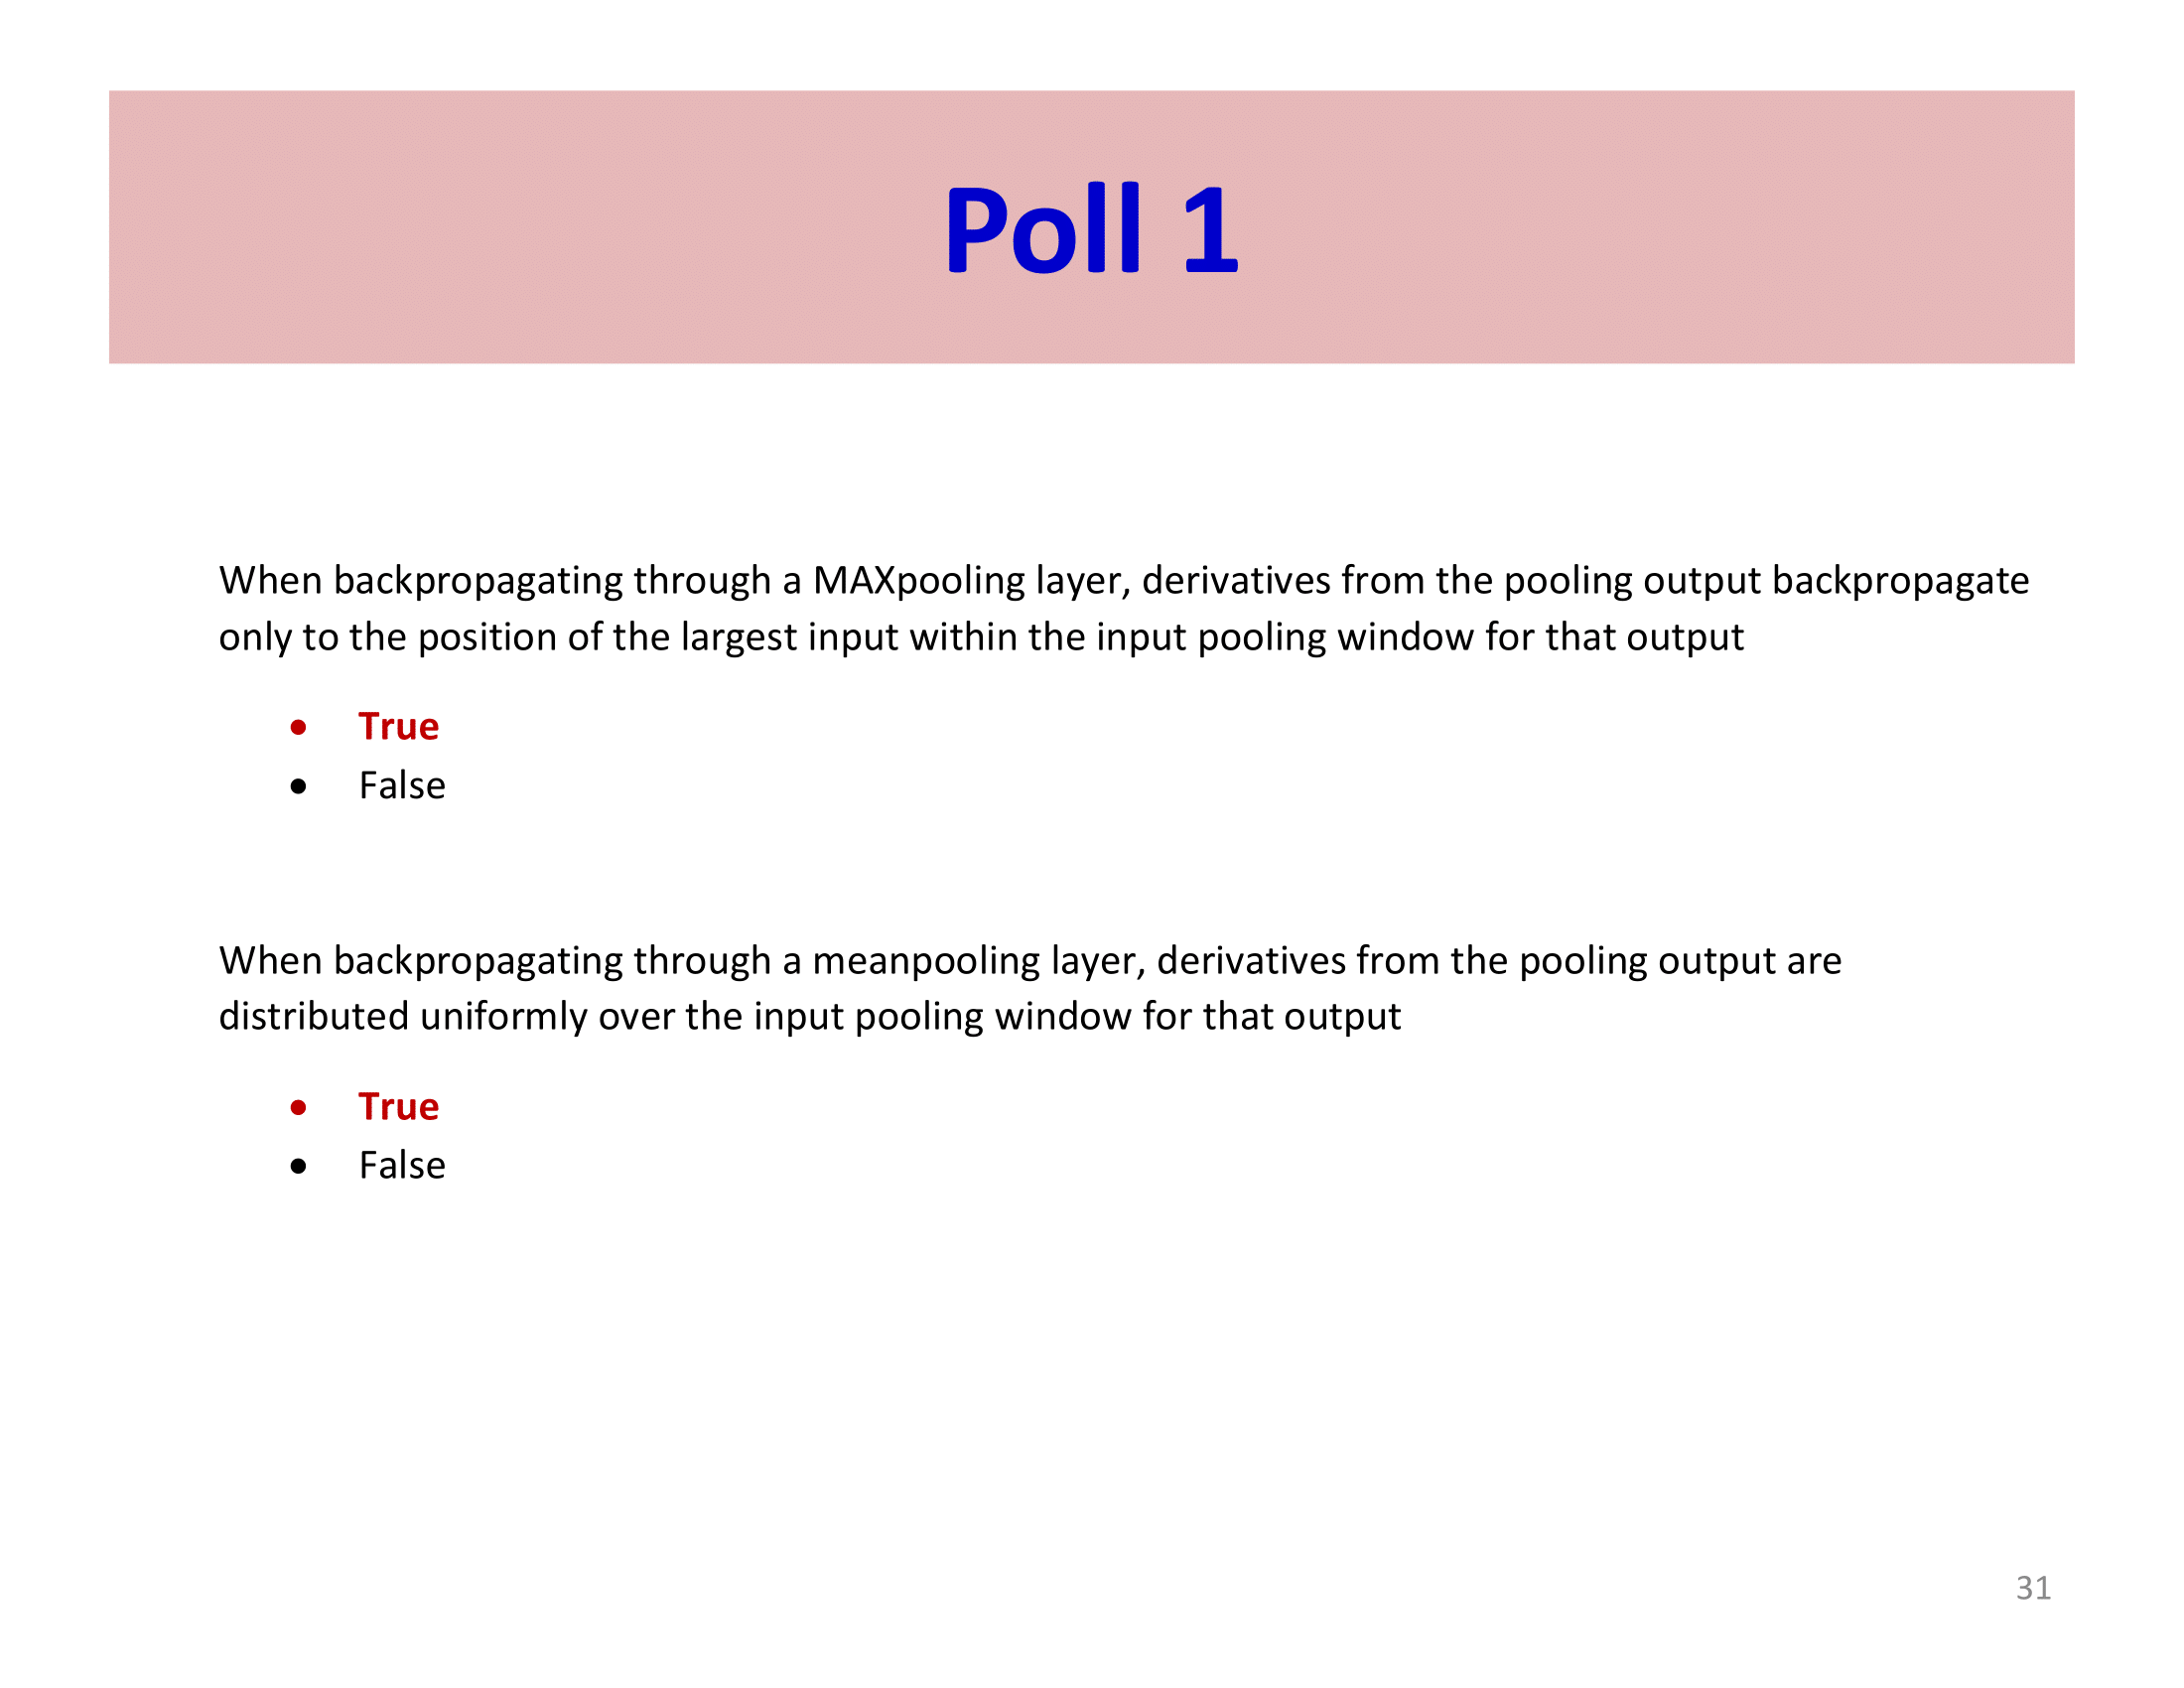 Poll 1
When backpropagating through a MAXpooling layer, derivatives from the pooling output backpropagate
only to the position of the largest input within the input pooling window for that output
• True
• False
When backpropagating through a meanpooling layer, derivatives from the pooling output are
distributed uniformly over the input pooling window for that output
• True
• False
31